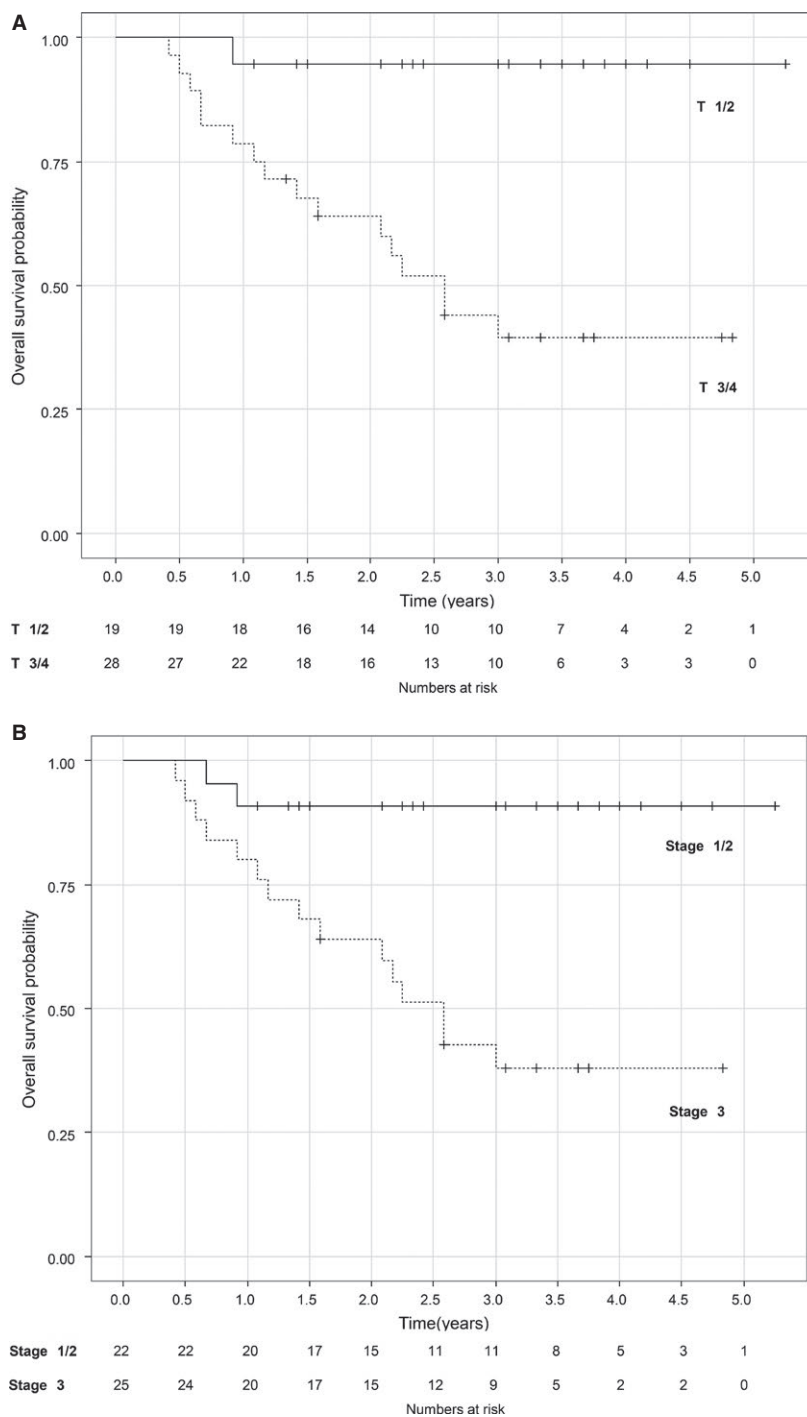 A
1.00
0.75
0.50
0.25
0.00
Overall survival probability
T 1/2
T 3/4
0.0 0.5 1.0 1.5 2.0 2.5 3.0 3.5 4.0 4.5 5.0
Time (years)
T 1/2 19 19 18 16 14 10 10 7 4 2 1
T 3/4 28 27 22 18 16 13 10 6 3 3 0
Numbers at risk
B
1.00
0.75
0.50
0.25
0.00
Overall survival probability
Stage 1/2
Stage 3
0.0 0.5 1.0 1.5 2.0 2.5 3.0 3.5 4.0 4.5 5.0
Time(years)
Stage 1/2 22 22 20 17 15 11 11 8 5 3 1
Stage 3 25 24 20 17 15 12 9 5 2 2 0
Numbers at risk